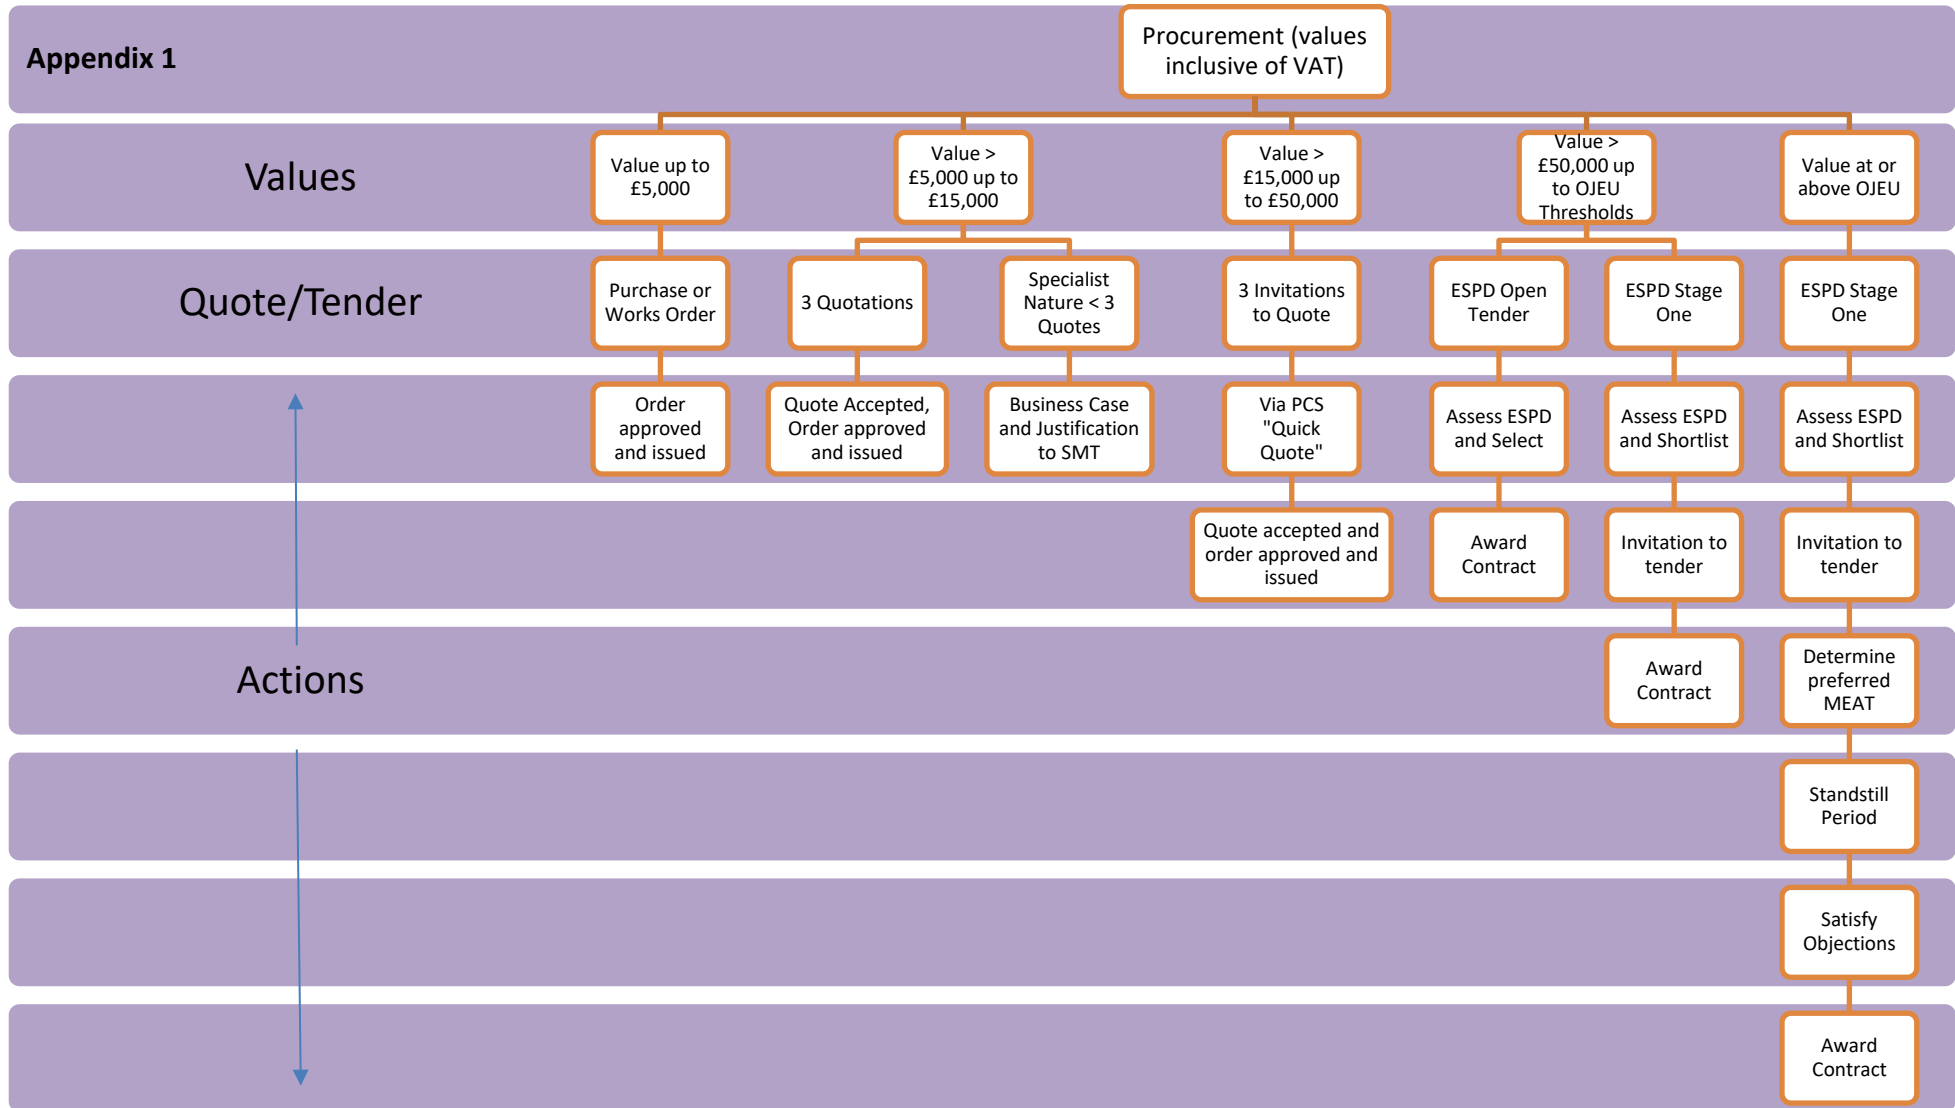 Appendix 1
Procurement (values
inclusive of VAT)
Values
Value up to
£5,000
Value >
£5,000 up to
£15,000
Value >
£15,000 up
to £50,000
Value >
£50,000 up
to OJEU
Thresholds
Value at or
above OJEU
Quote/Tender
Purchase or
Works Order
3 Quotations
Specialist
Nature < 3
Quotes
3 Invitations
to Quote
ESPD Open
Tender
ESPD Stage
One
ESPD Stage
One
Order
approved
and issued
Quote Accepted,
Order approved
and issued
Business Case
and Justification
to SMT
Via PCS
"Quick
Quote"
Assess ESPD
and Select
Assess ESPD
and Shortlist
Assess ESPD
and Shortlist
Quote accepted and
order approved and
issued
Award
Contract
Invitation to
tender
Invitation to
tender
Actions
Award
Contract
Determine
preferred
MEAT
Standstill
Period
Satisfy
Objections
Award
Contract